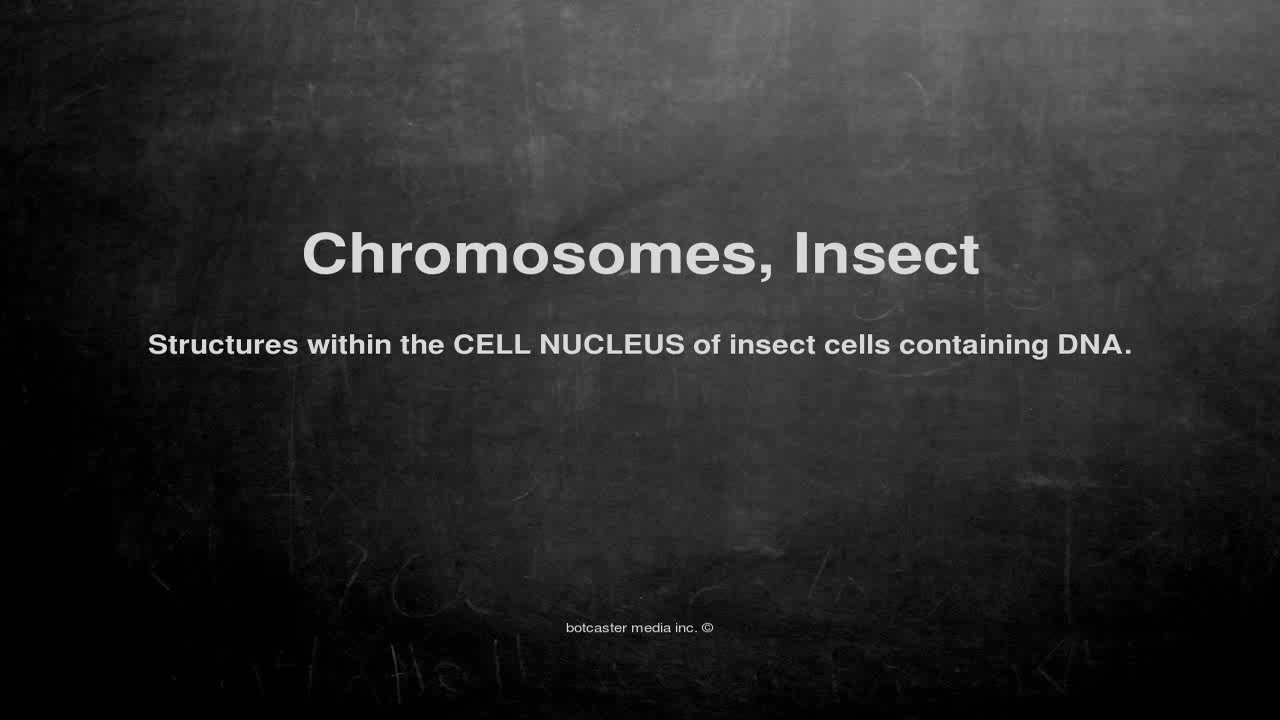 Chromosomes, Insect
Structures within the CELL NUCLEUS of insect cells containing DNA.
botcaster media inc. ©